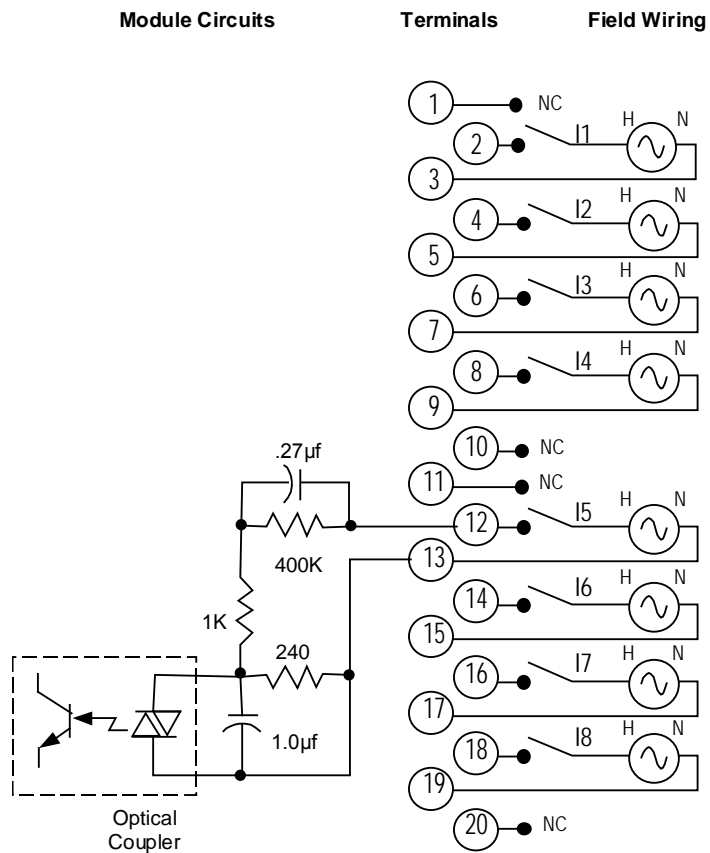 Module Circuits Terminals Field Wiring
1 NC
H N
2 I1
3
H N
4 I2
5
H N
6 I3
7
H N
8 I4
9
10 NC
.27µf
11 NC
H N
12 I5
400K
13
H N
14 I6
1K
15
240
H N
16 I7
17
H N
1.0µf
18 I8
19
Optical
Coupler
20 NC